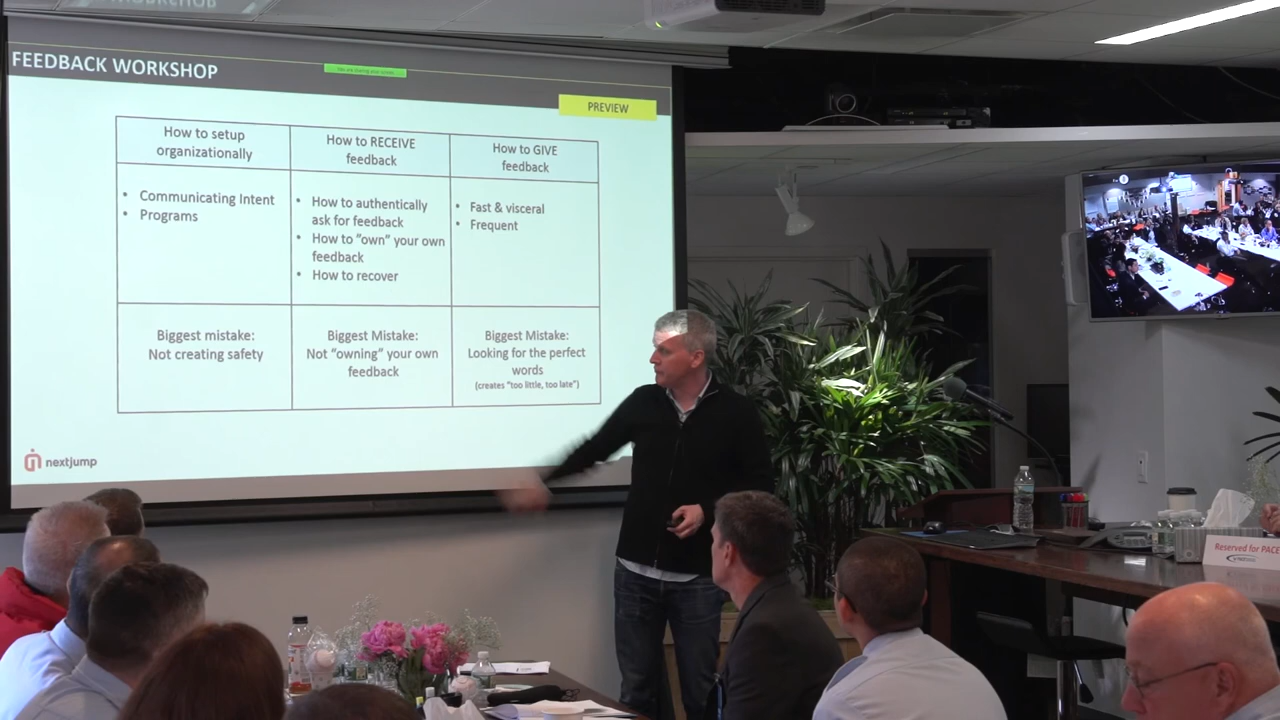 FEEDBACK WORKSHOP
PREVIEW
How to setup
organizationally
How to RECEIVE
feedback
How to GIVE
feedback
• Communicating Intent
• Programs
• How to authentically
ask for feedback
• How to "own" your own
feedback
• How to recover
• Fast & visceral
• Frequent
Biggest mistake:
Not creating safety
Biggest Mistake:
Not "owning" your own
feedback
Biggest Mistake:
Looking for the perfect
words
(creates "too little, too late")
nextjump
Reserved for PACE